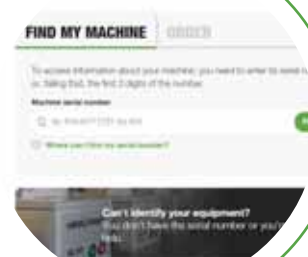 FIND MY MACHINE ORDER
To access information about your machine, you need to enter its serial
or, failing that, the first 3 digits of the number.
Machine serial number
Where can I find my serial number?
Can't identify your equipment?
You don't have the serial number or you're